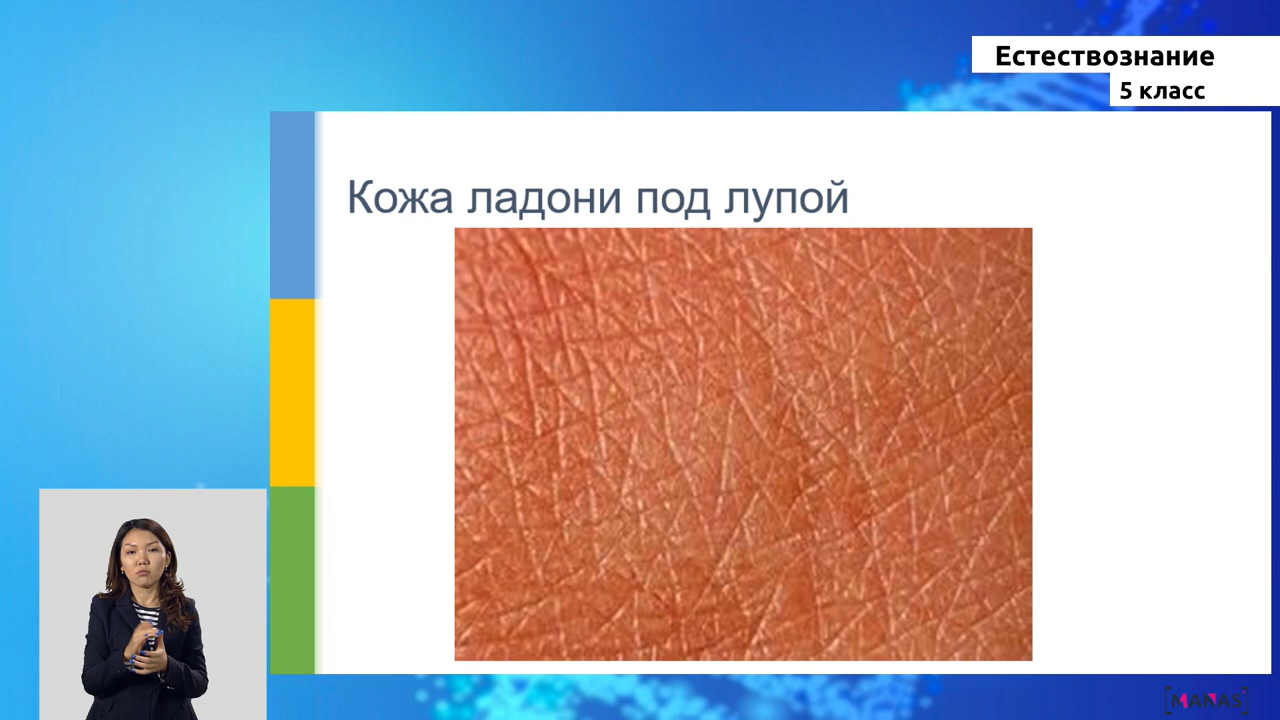 Естествознание
5 класс
Кожа ладони под лупой
[MANAS]